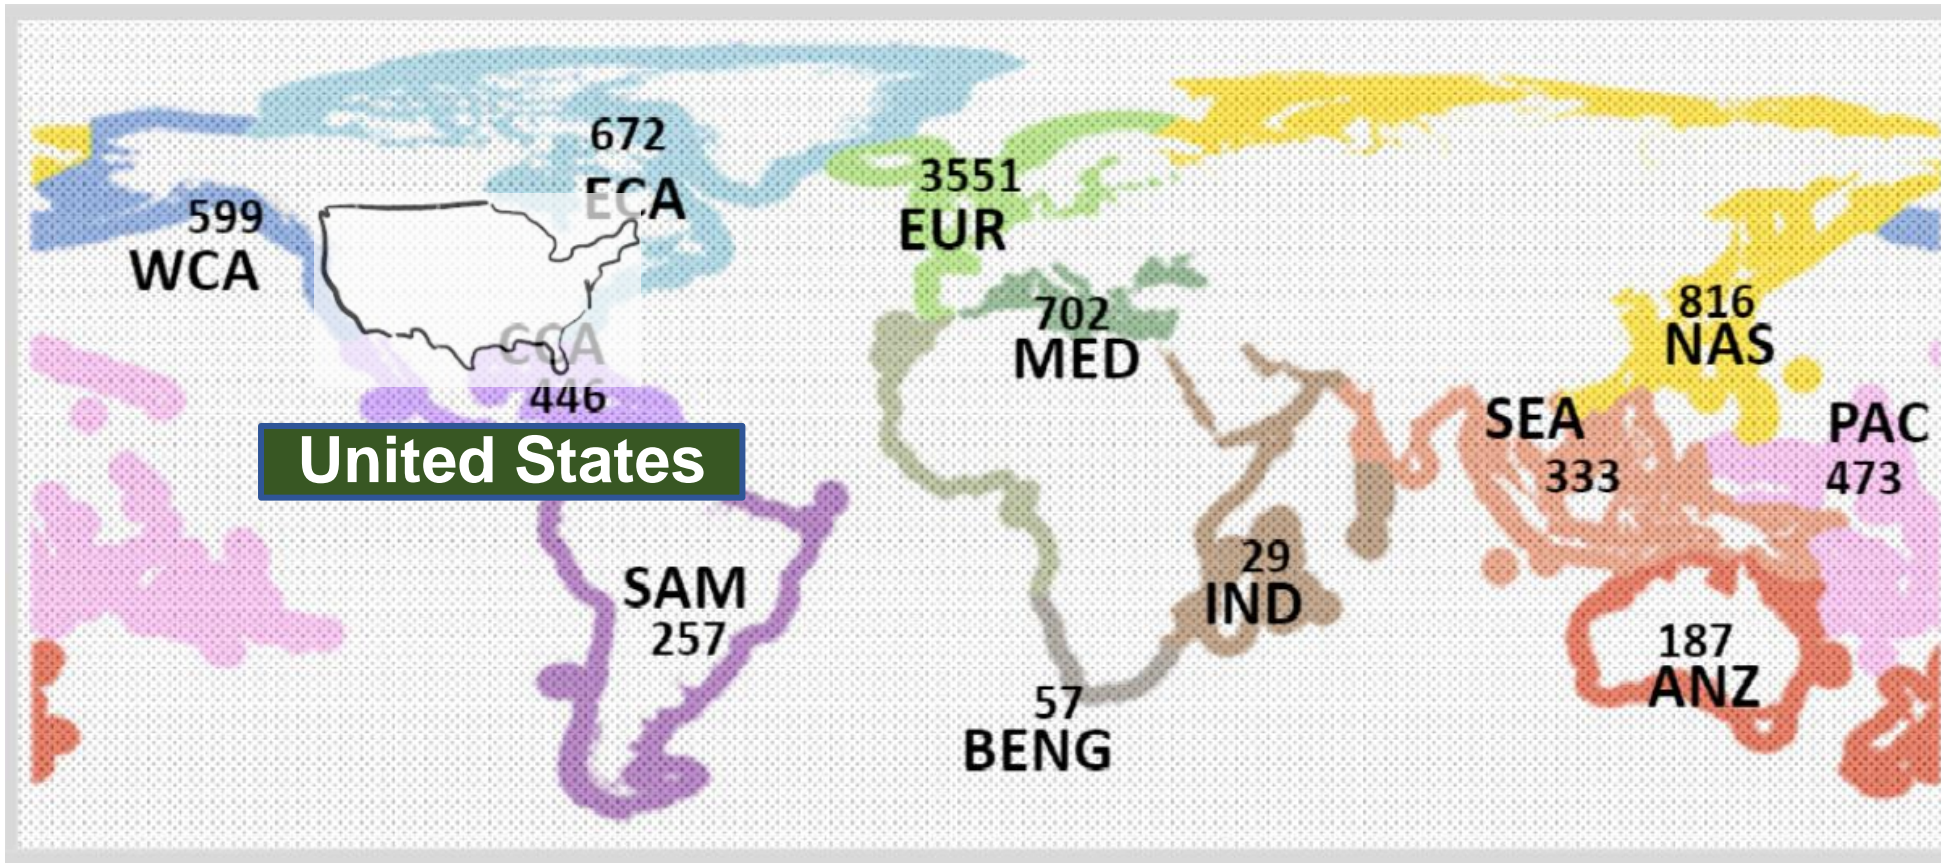 672
ECA
599
WCA
3551
EUR
702
MED
816
NAS
CCA
446
United States
SEA
333
PAC
473
SAM
257
29
IND
187
ANZ
57
BENG